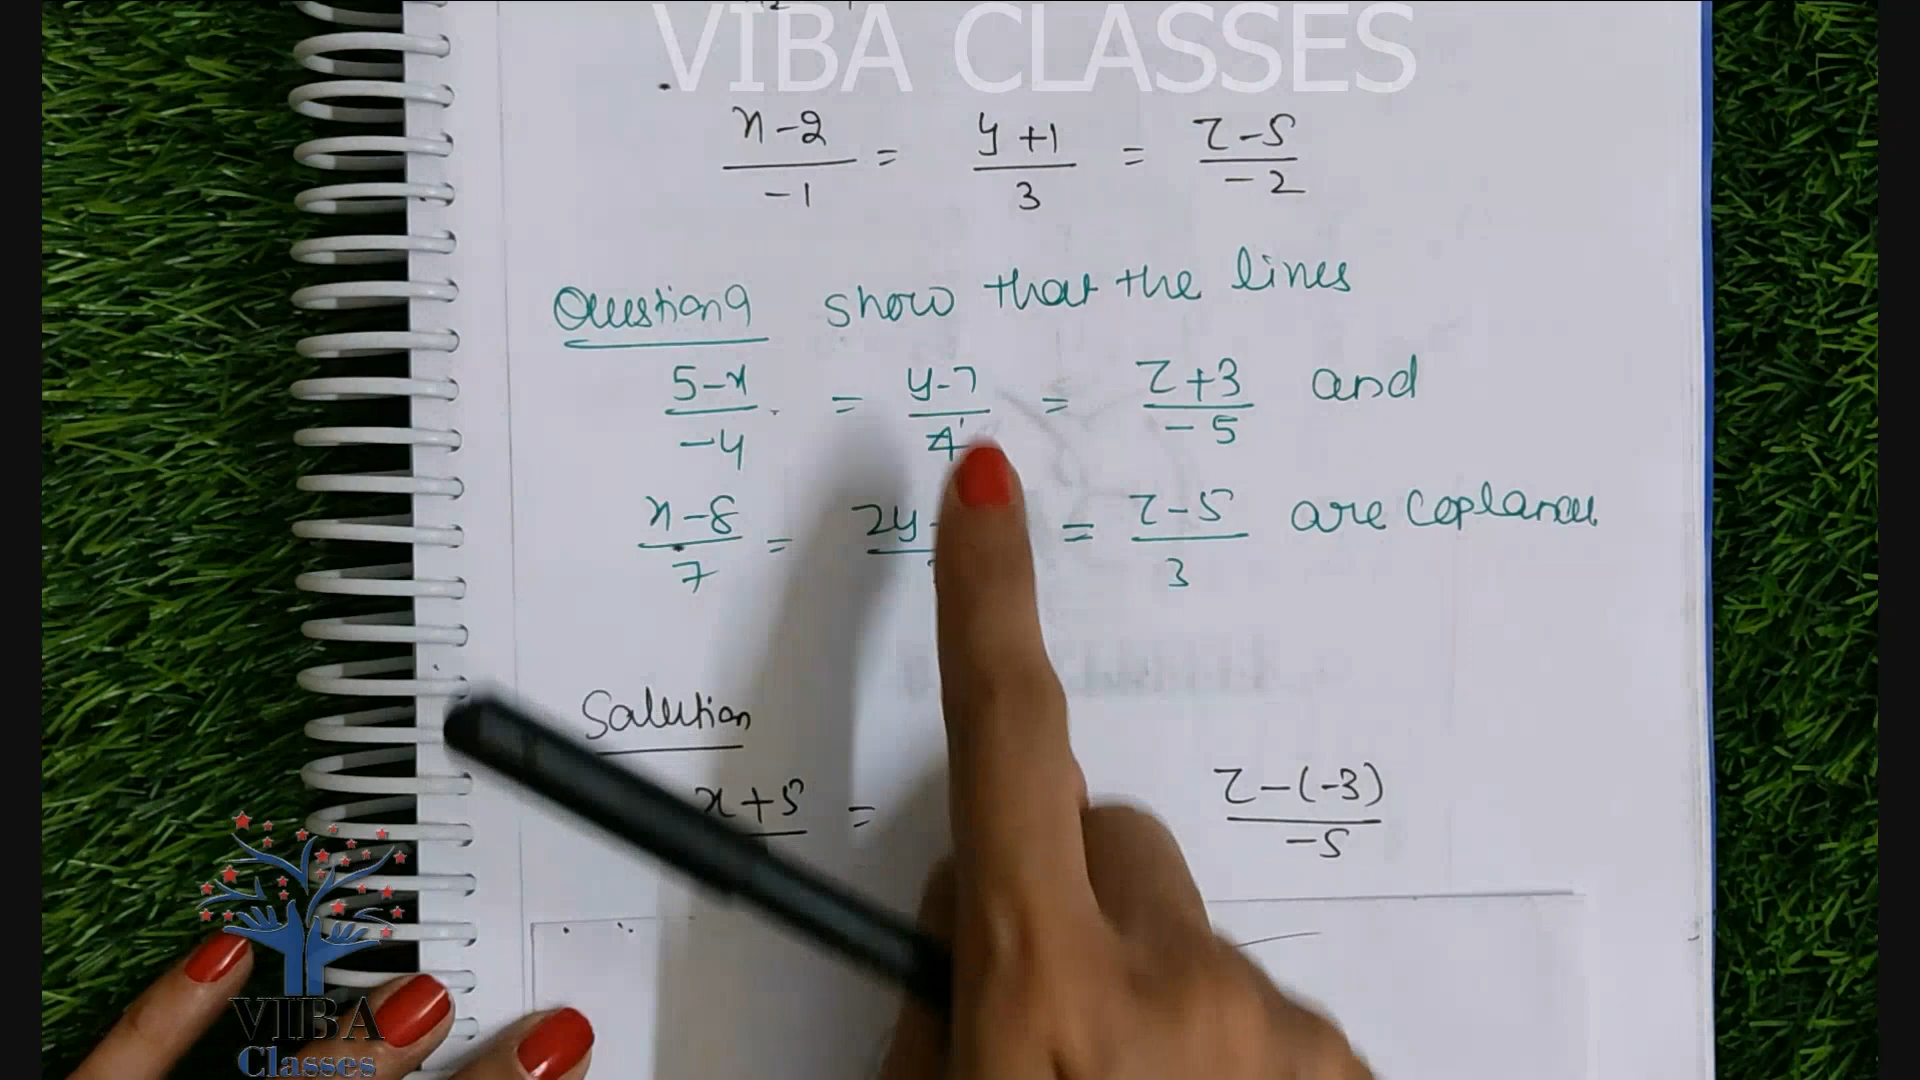 VIBA CLASSES
x-2 = y+1 = z-5
-1 3 -2
Question9 show that the lines
5-x = y-7 = z+3 and
-4 4 -5
x-8 = 2y- = z-5 are coplanar
7 3
Solution
x+5 = z-(-3)
-5
VIBA
Classes